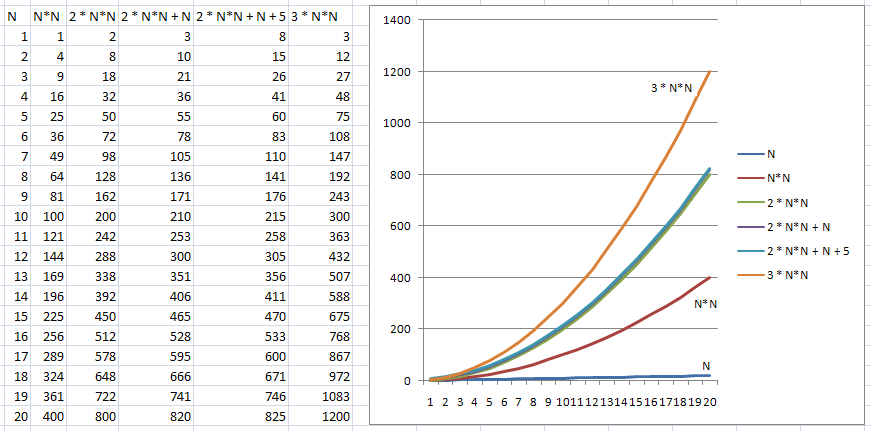 N N*N 2 * N*N 2 * N*N + N 2 * N*N + N + 5 3 * N*N
1 1 2 3 8 3
2 4 8 10 15 12
3 9 18 21 26 27
4 16 32 36 41 48
5 25 50 55 60 75
6 36 72 78 83 108
7 49 98 105 110 147
8 64 128 136 141 192
9 81 162 171 176 243
10 100 200 210 215 300
11 121 242 253 258 363
12 144 288 300 305 432
13 169 338 351 356 507
14 196 392 406 411 588
15 225 450 465 470 675
16 256 512 528 533 768
17 289 578 595 600 867
18 324 648 666 671 972
19 361 722 741 746 1083
20 400 800 820 825 1200
1400
1200
1000
800
600
400
200
0
3 * N*N
N*N
N
1 2 3 4 5 6 7 8 9 10 11 12 13 14 15 16 17 18 19 20
N
N*N
2 * N*N
2 * N*N + N
2 * N*N + N + 5
3 * N*N